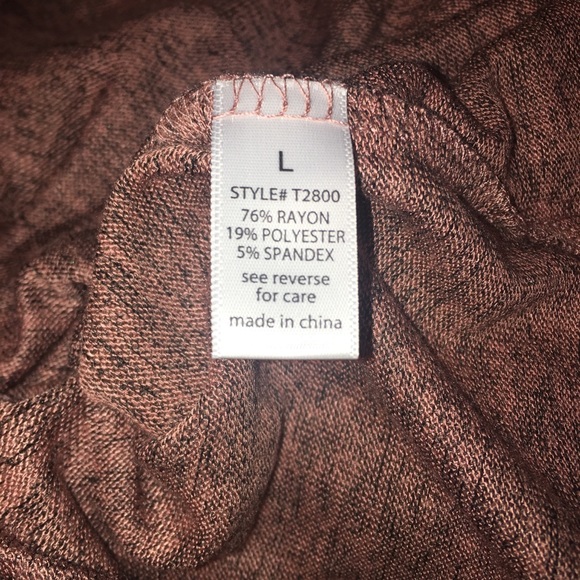 L
STYLE# T2800
76% RAYON
19% POLYESTER
5% SPANDEX
see reverse
for care
made in china